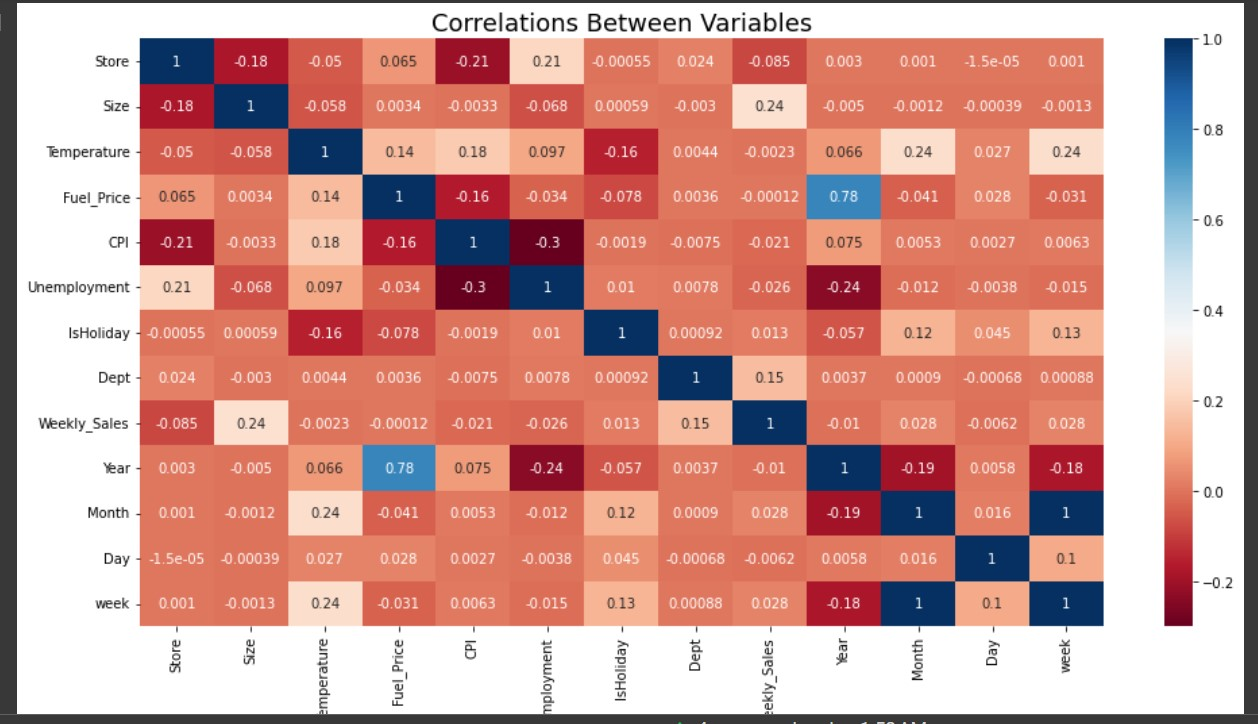 Correlations Between Variables
Store 1 -0.18 -0.05 0.065 -0.21 0.21 -0.00055 0.024 -0.085 0.003 0.001 -1.5e-05 0.001
Size -0.18 1 -0.058 0.0034 -0.0033 -0.068 0.00059 -0.003 0.24 -0.005 -0.0012 -0.00039 -0.0013
Temperature -0.05 -0.058 1 0.14 0.18 0.097 -0.16 0.0044 -0.0023 0.066 0.24 0.027 0.24
Fuel_Price 0.065 0.0034 0.14 1 -0.16 -0.034 -0.078 0.0036 -0.00012 0.78 -0.041 0.028 -0.031
CPI -0.21 -0.0033 0.18 -0.16 1 -0.3 -0.0019 -0.0075 -0.021 0.075 0.0053 0.0027 0.0063
Unemployment 0.21 -0.068 0.097 -0.034 -0.3 1 0.01 0.0078 -0.026 -0.24 -0.012 -0.0038 -0.015
IsHoliday -0.00055 0.00059 -0.16 -0.078 -0.0019 0.01 1 0.00092 0.013 -0.057 0.12 0.045 0.13
Dept 0.024 -0.003 0.0044 0.0036 -0.0075 0.0078 0.00092 1 0.15 0.0037 0.0009 -0.00068 0.00088
Weekly_Sales -0.085 0.24 -0.0023 -0.00012 -0.021 -0.026 0.013 0.15 1 -0.01 0.028 -0.0062 0.028
Year 0.003 -0.005 0.066 0.78 0.075 -0.24 -0.057 0.0037 -0.01 1 -0.19 0.0058 -0.18
Month 0.001 -0.0012 0.24 -0.041 0.0053 -0.012 0.12 0.0009 0.028 -0.19 1 0.016 1
Day -1.5e-05 -0.00039 0.027 0.028 0.0027 -0.0038 0.045 -0.00068 -0.0062 0.0058 0.016 1 0.1
week 0.001 -0.0013 0.24 -0.031 0.0063 -0.015 0.13 0.00088 0.028 -0.18 1 0.1 1
Store Size emperature Fuel_Price CPI mployment IsHoliday Dept eekly_Sales Year Month Day week
1.0
0.8
0.6
0.4
0.2
0.0
-0.2